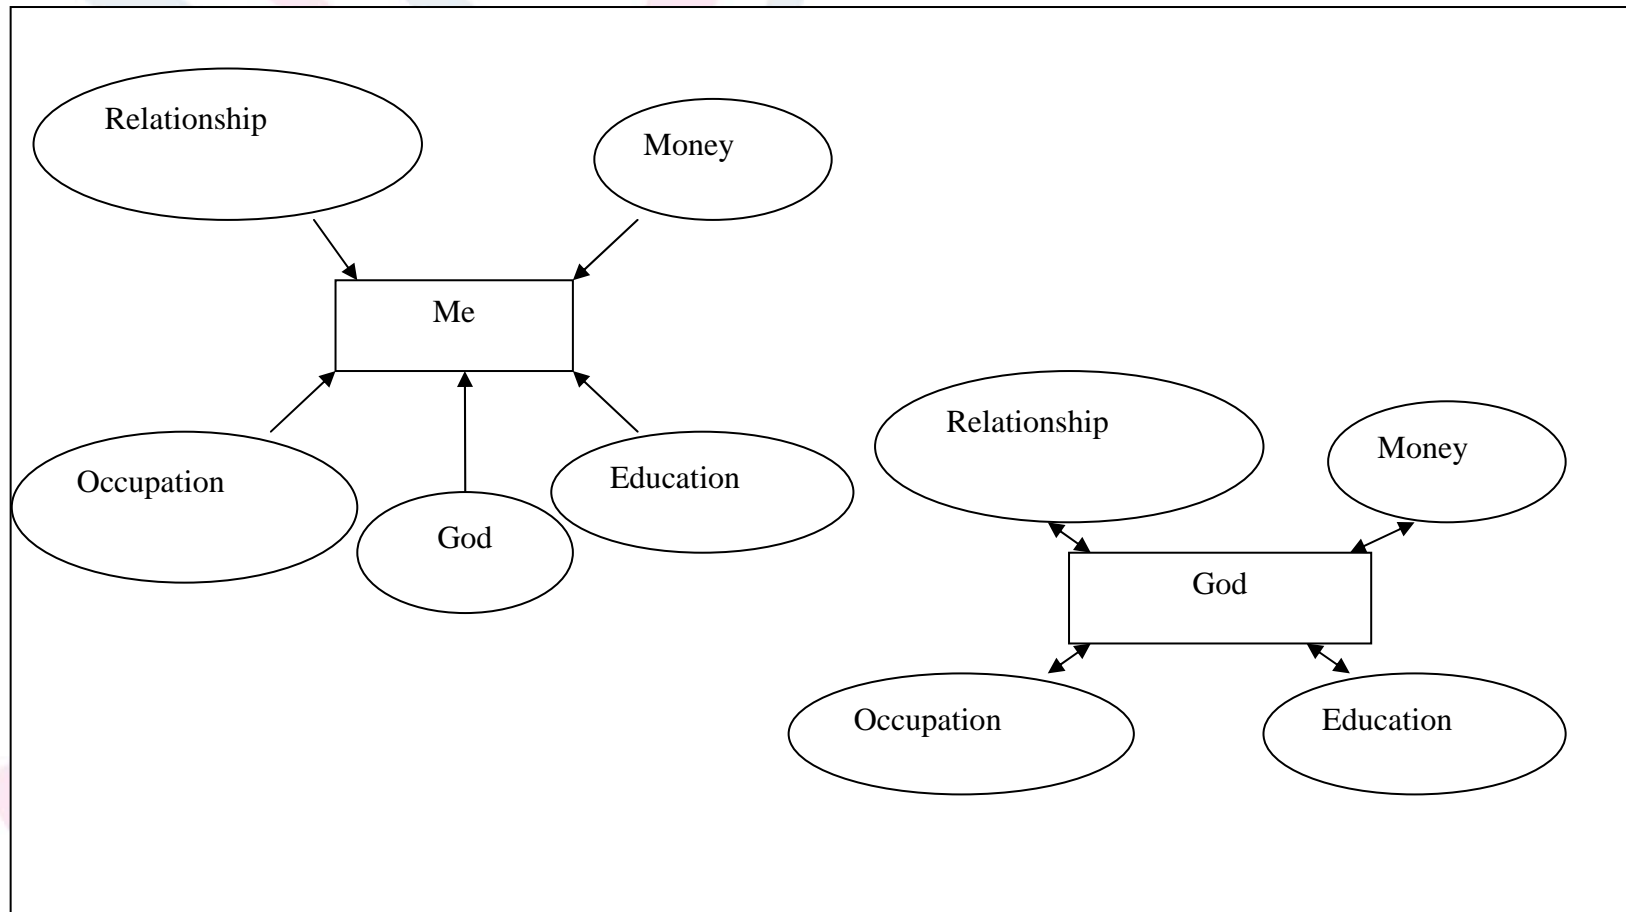 Relationship
Money
Me
Occupation
God
Education
Relationship
Money
God
Occupation
Education